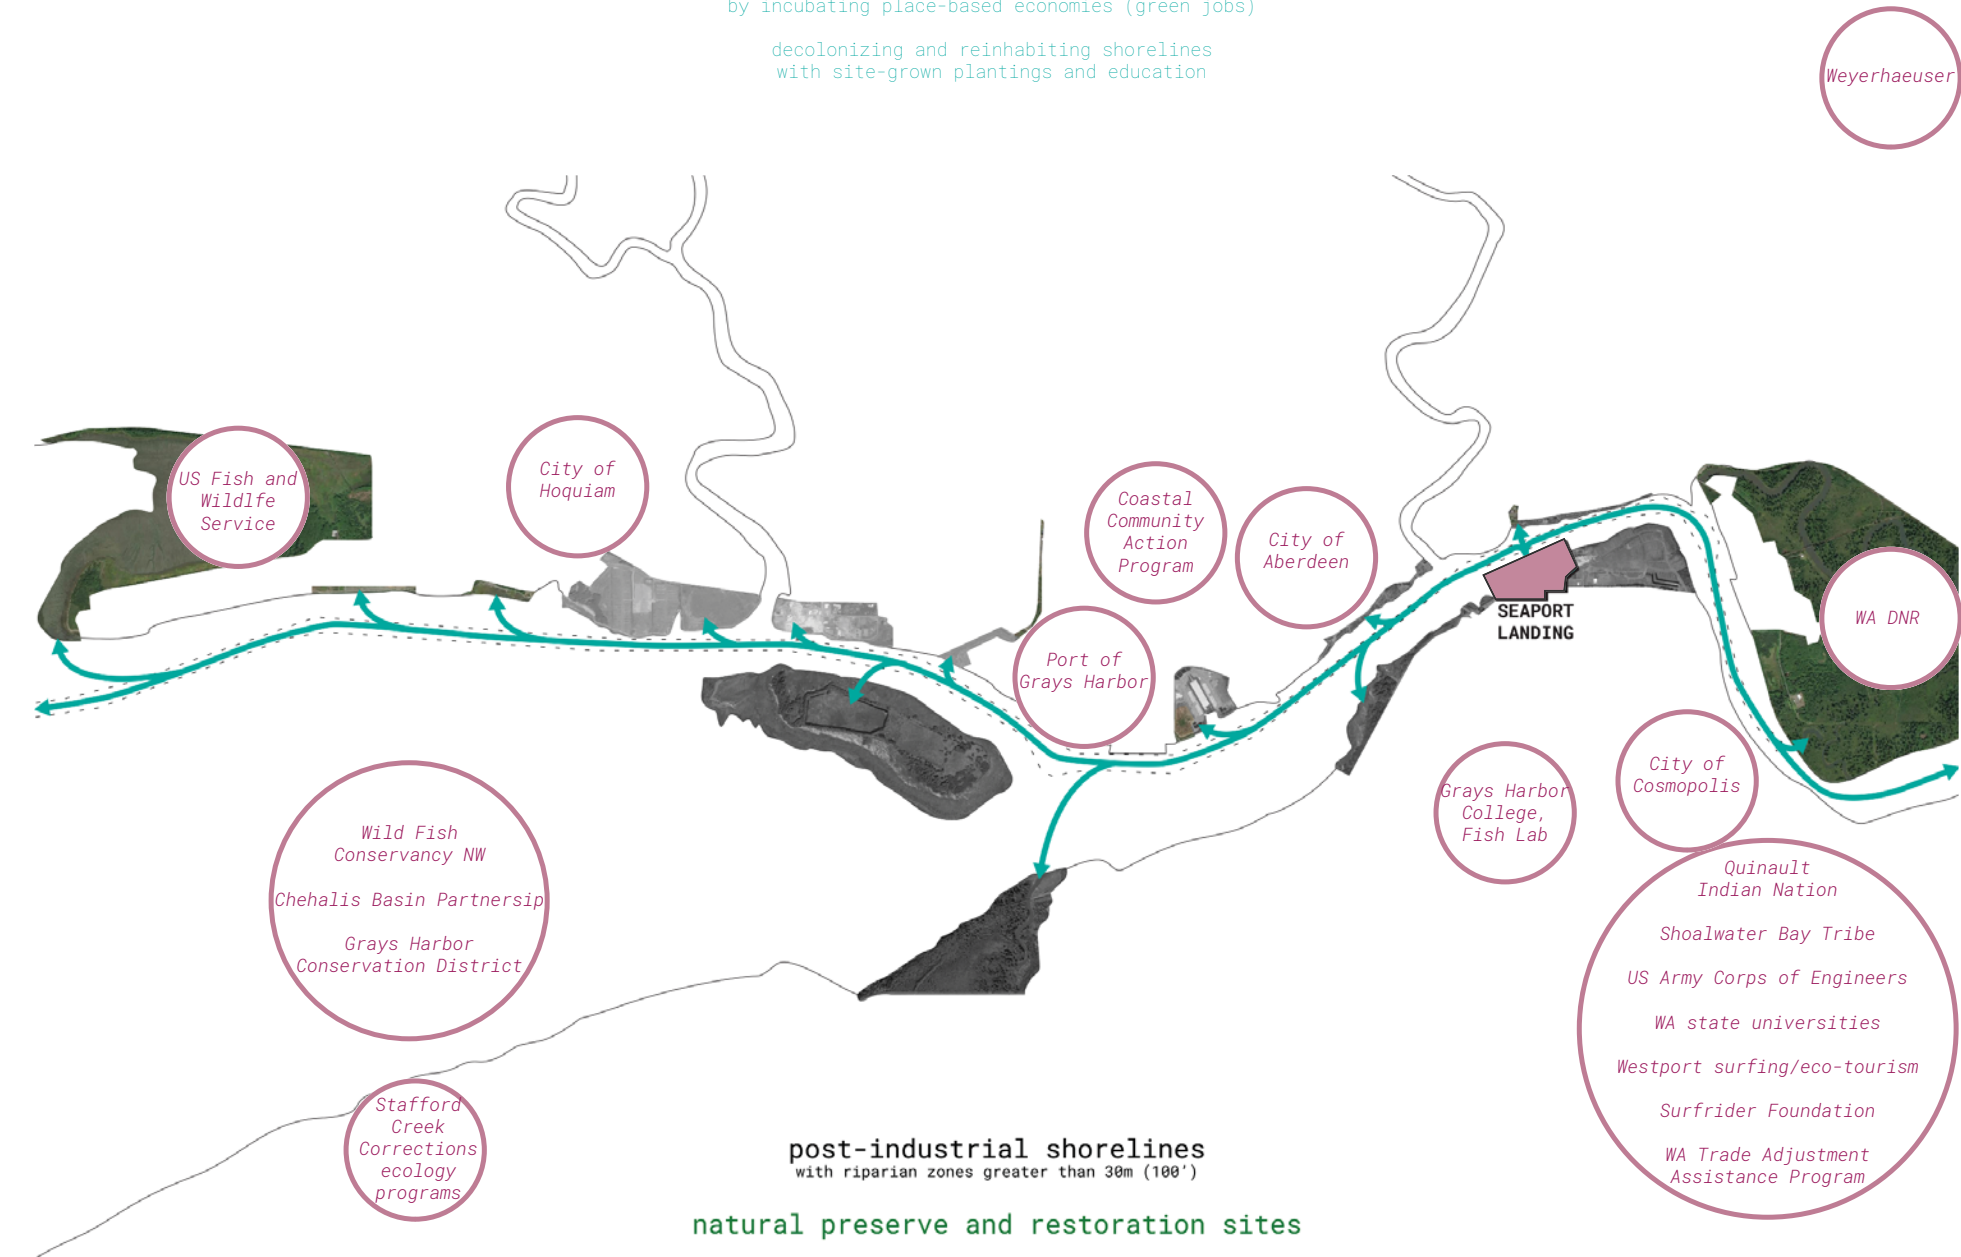 by incubating place-based economies (green jobs)
decolonizing and reinhabiting shorelines
with site-grown plantings and education
Weyerhaeuser
US Fish and
Wildlfe
Service
City of
Hoquiam
Coastal
Community
Action
Program
City of
Aberdeen
SEAPORT
LANDING
WA DNR
Port of
Grays Harbor
City of
Cosmopolis
Grays Harbor
College,
Fish Lab
Wild Fish
Conservancy NW
Chehalis Basin Partnersip
Grays Harbor
Conservation District
Quinault
Indian Nation
Shoalwater Bay Tribe
US Army Corps of Engineers
WA state universities
Westport surfing/eco-tourism
Surfrider Foundation
WA Trade Adjustment
Assistance Program
Stafford
Creek
Corrections
ecology
programs
post-industrial shorelines
with riparian zones greater than 30m (100')
natural preserve and restoration sites